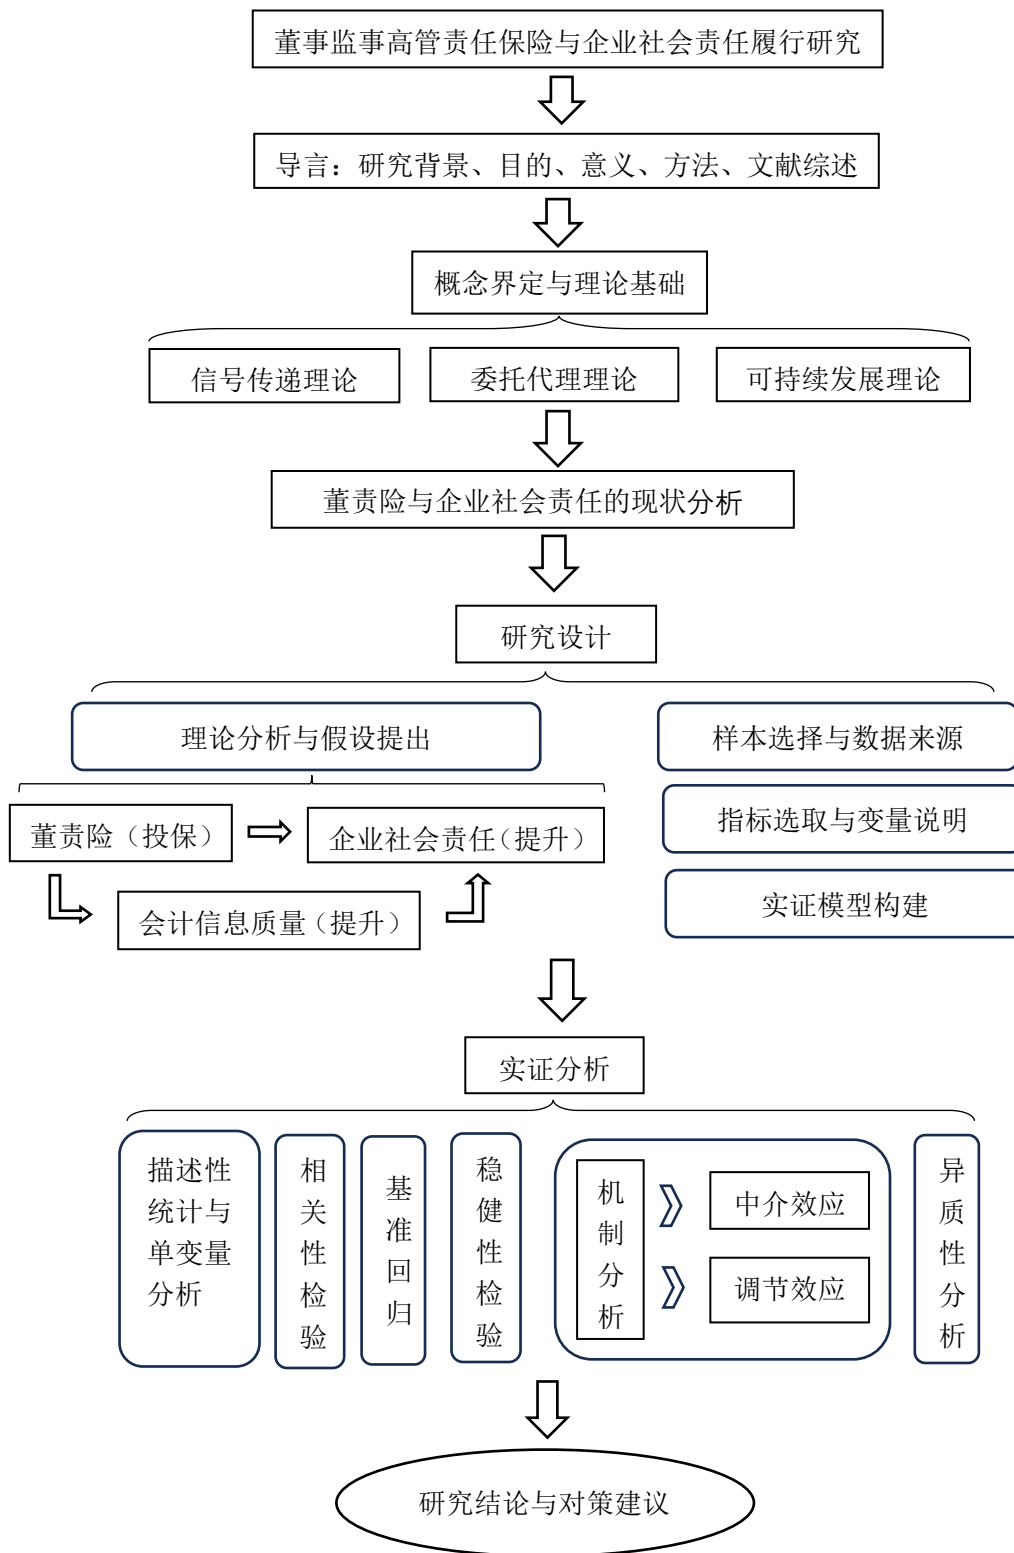 董事监事高管责任保险与企业社会责任履行研究
导言：研究背景、目的、意义、方法、文献综述
概念界定与理论基础
信号传递理论
委托代理理论
可持续发展理论
董责险与企业社会责任的现状分析
研究设计
理论分析与假设提出
董责险（投保）
企业社会责任（提升）
会计信息质量（提升）
样本选择与数据来源
指标选取与变量说明
实证模型构建
实证分析
描述性
统计与
单变量
分析
相关性检验
基准回归
稳健性检验
机制分析
中介效应
调节效应
异质性分析
研究结论与对策建议